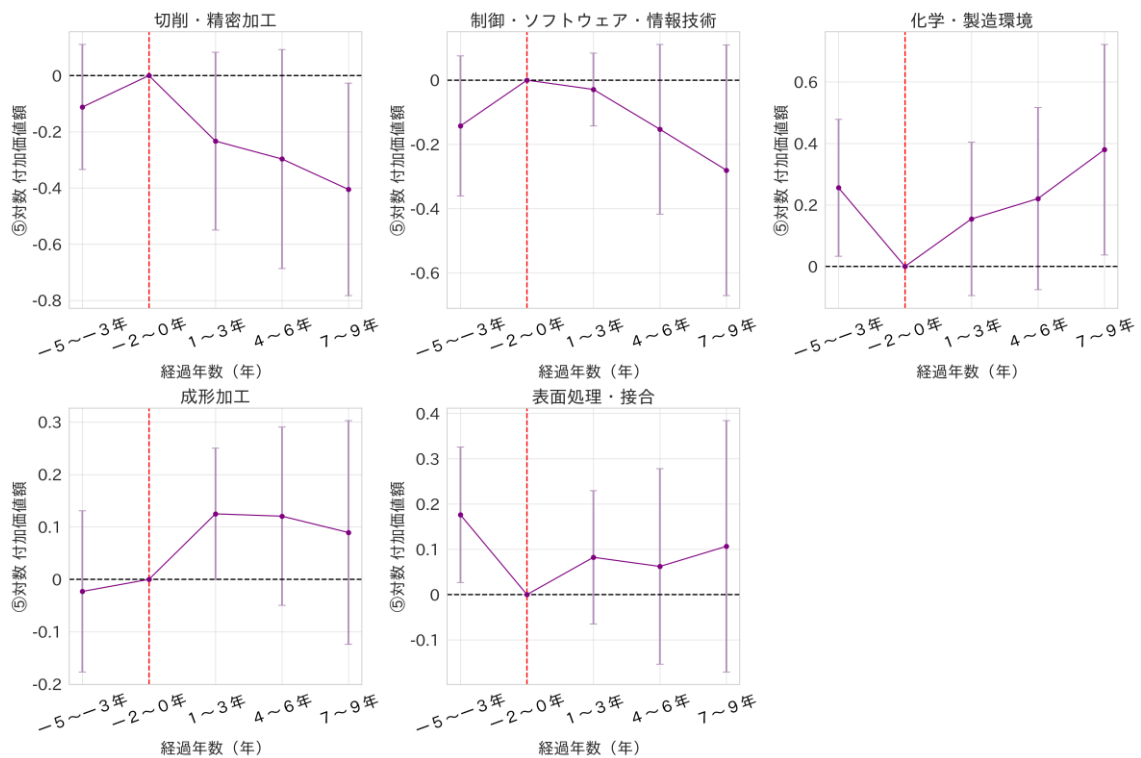 切削・精密加工
⑤対数 付加価値額
0
-0.2
-0.4
-0.6
-0.8
－5～－3年
－2～0年
1～3年
4～6年
7～9年
経過年数（年）
制御・ソフトウェア・情報技術
⑤対数 付加価値額
0
-0.2
-0.4
-0.6
－5～－3年
－2～0年
1～3年
4～6年
7～9年
経過年数（年）
化学・製造環境
⑤対数 付加価値額
0.6
0.4
0.2
0
－5～－3年
－2～0年
1～3年
4～6年
7～9年
経過年数（年）
成形加工
⑤対数 付加価値額
0.3
0.2
0.1
0
-0.1
-0.2
－5～－3年
－2～0年
1～3年
4～6年
7～9年
経過年数（年）
表面処理・接合
⑤対数 付加価値額
0.4
0.3
0.2
0.1
0
-0.1
－5～－3年
－2～0年
1～3年
4～6年
7～9年
経過年数（年）